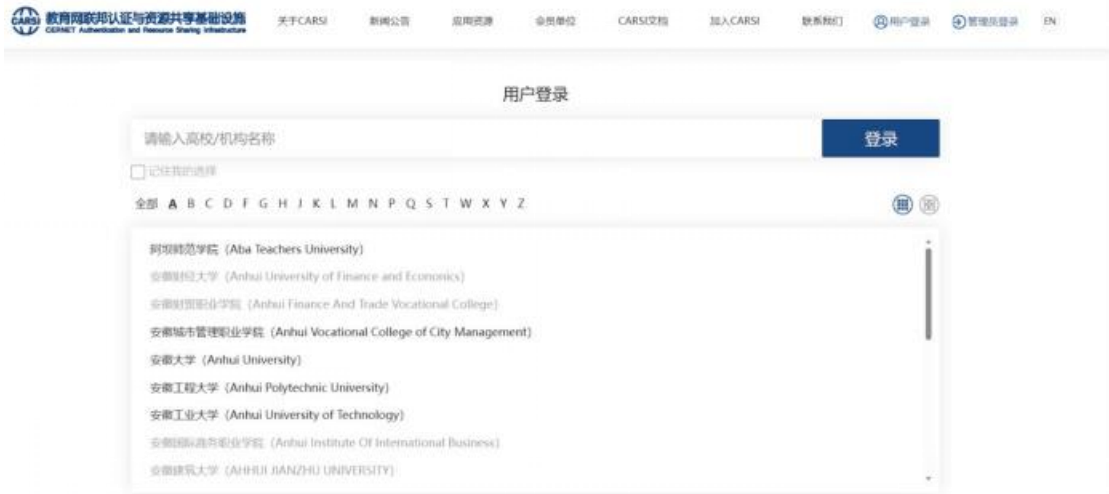 CARSI 教育网联邦认证与资源共享基础设施 关于CARSI 新闻公告 应用资源 会员单位 CARSI文档 加入CARSI 联系我们 用户登录 管理员登录 EN
CERNET Authentication and Resource Sharing Infrastructure
用户登录
请输入高校/机构名称 登录
记住我的选择
全部 A B C D F G H J K L M N P Q S T W X Y Z
阿坝师范学院（Aba Teachers University）
安徽财经大学（Anhui University of Finance and Econonics）
安徽财贸职业学院（Anhui Finance And Trade Vocational College）
安徽城市管理职业学院（Anhui Vocational College of City Management）
安徽大学（Anhui University）
安徽工程大学（Anhui Polytechnic University）
安徽工业大学（Anhui University of Technology）
安徽国际商务职业学院（Anhui Institute Of International Business）
安徽建筑大学（AHHUI JIANZHU UNIVERSITY）